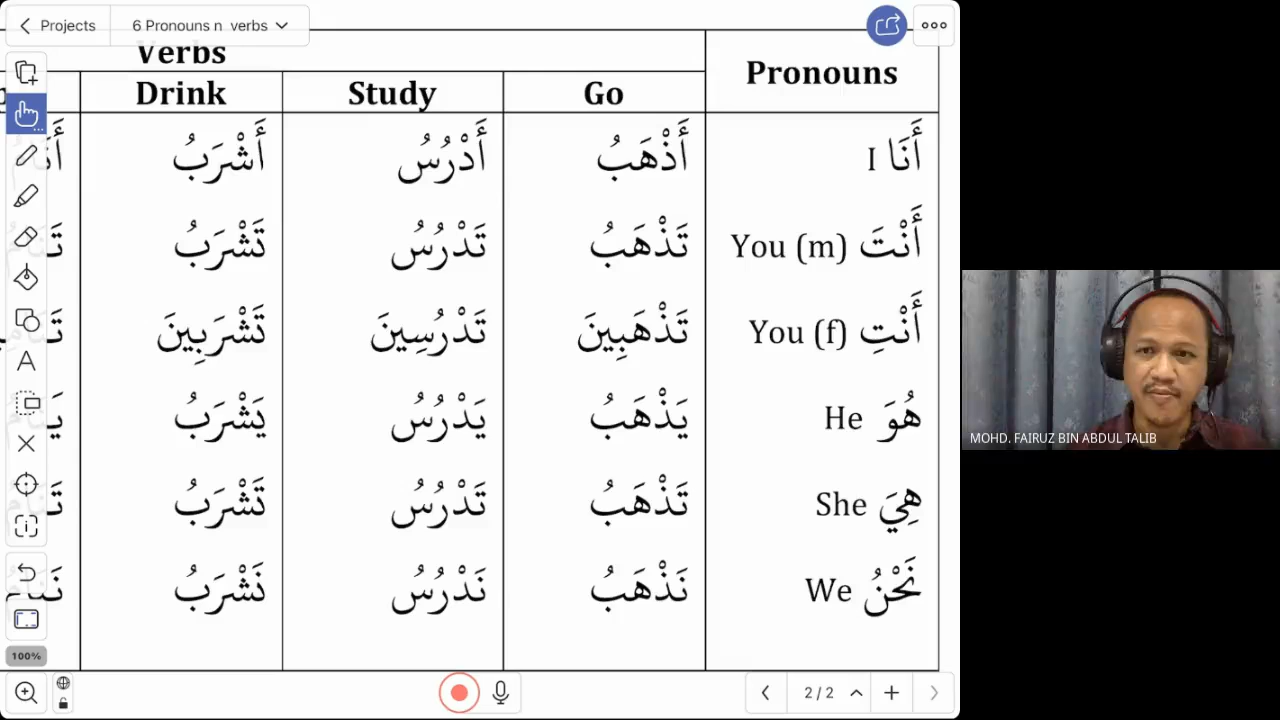 Projects 6 Pronouns n verbs
Verbs Pronouns
Drink Study Go
أَنَا I أَذْهَبُ أَدْرُسُ أَشْرَبُ
أَنْتَ You (m) تَذْهَبُ تَدْرُسُ تَشْرَبُ
أَنْتِ You (f) تَذْهَبِينَ تَدْرُسِينَ تَشْرَبِينَ
هُوَ He يَذْهَبُ يَدْرُسُ يَشْرَبُ
هِيَ She تَذْهَبُ تَدْرُسُ تَشْرَبُ
نَحْنُ We نَذْهَبُ نَدْرُسُ نَشْرَبُ
MOHD. FAIRUZ BIN ABDUL TALIB
100%
2 / 2